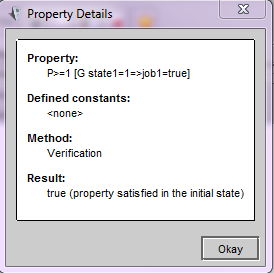 Property Details
Property:
P>=1 [G state1=1=>job1=true]
Defined constants:
<none>
Method:
Verification
Result:
true (property satisfied in the initial state)
Okay